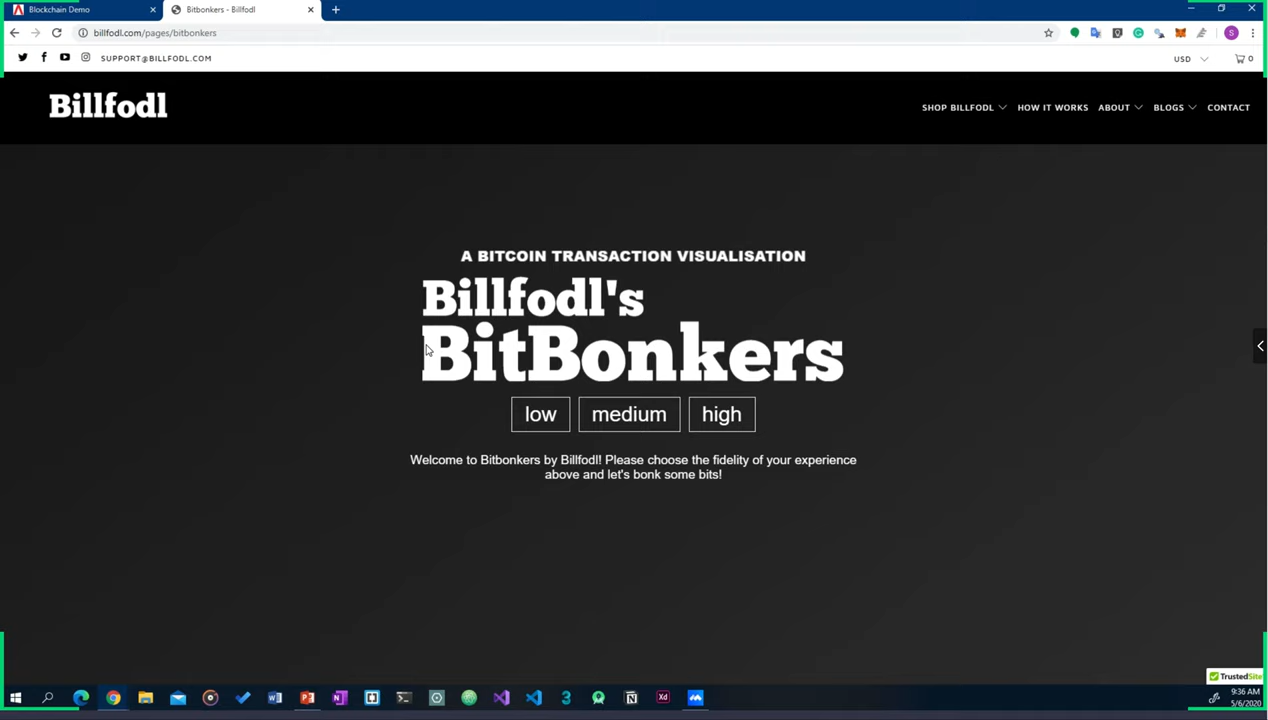 Blockchain Demo
Bitbonkers - Billfodl
billfodl.com/pages/bitbonkers
S
SUPPORT@BILLFODL.COM
USD
0
Billfodl
SHOP BILLFODL
HOW IT WORKS
ABOUT
BLOGS
CONTACT
A BITCOIN TRANSACTION VISUALISATION
Billfodl's
BitBonkers
low
medium
high
Welcome to Bitbonkers by Billfodl! Please choose the fidelity of your experience
above and let's bonk some bits!
TrustedSite
Xd
9:36 AM
5/6/2020